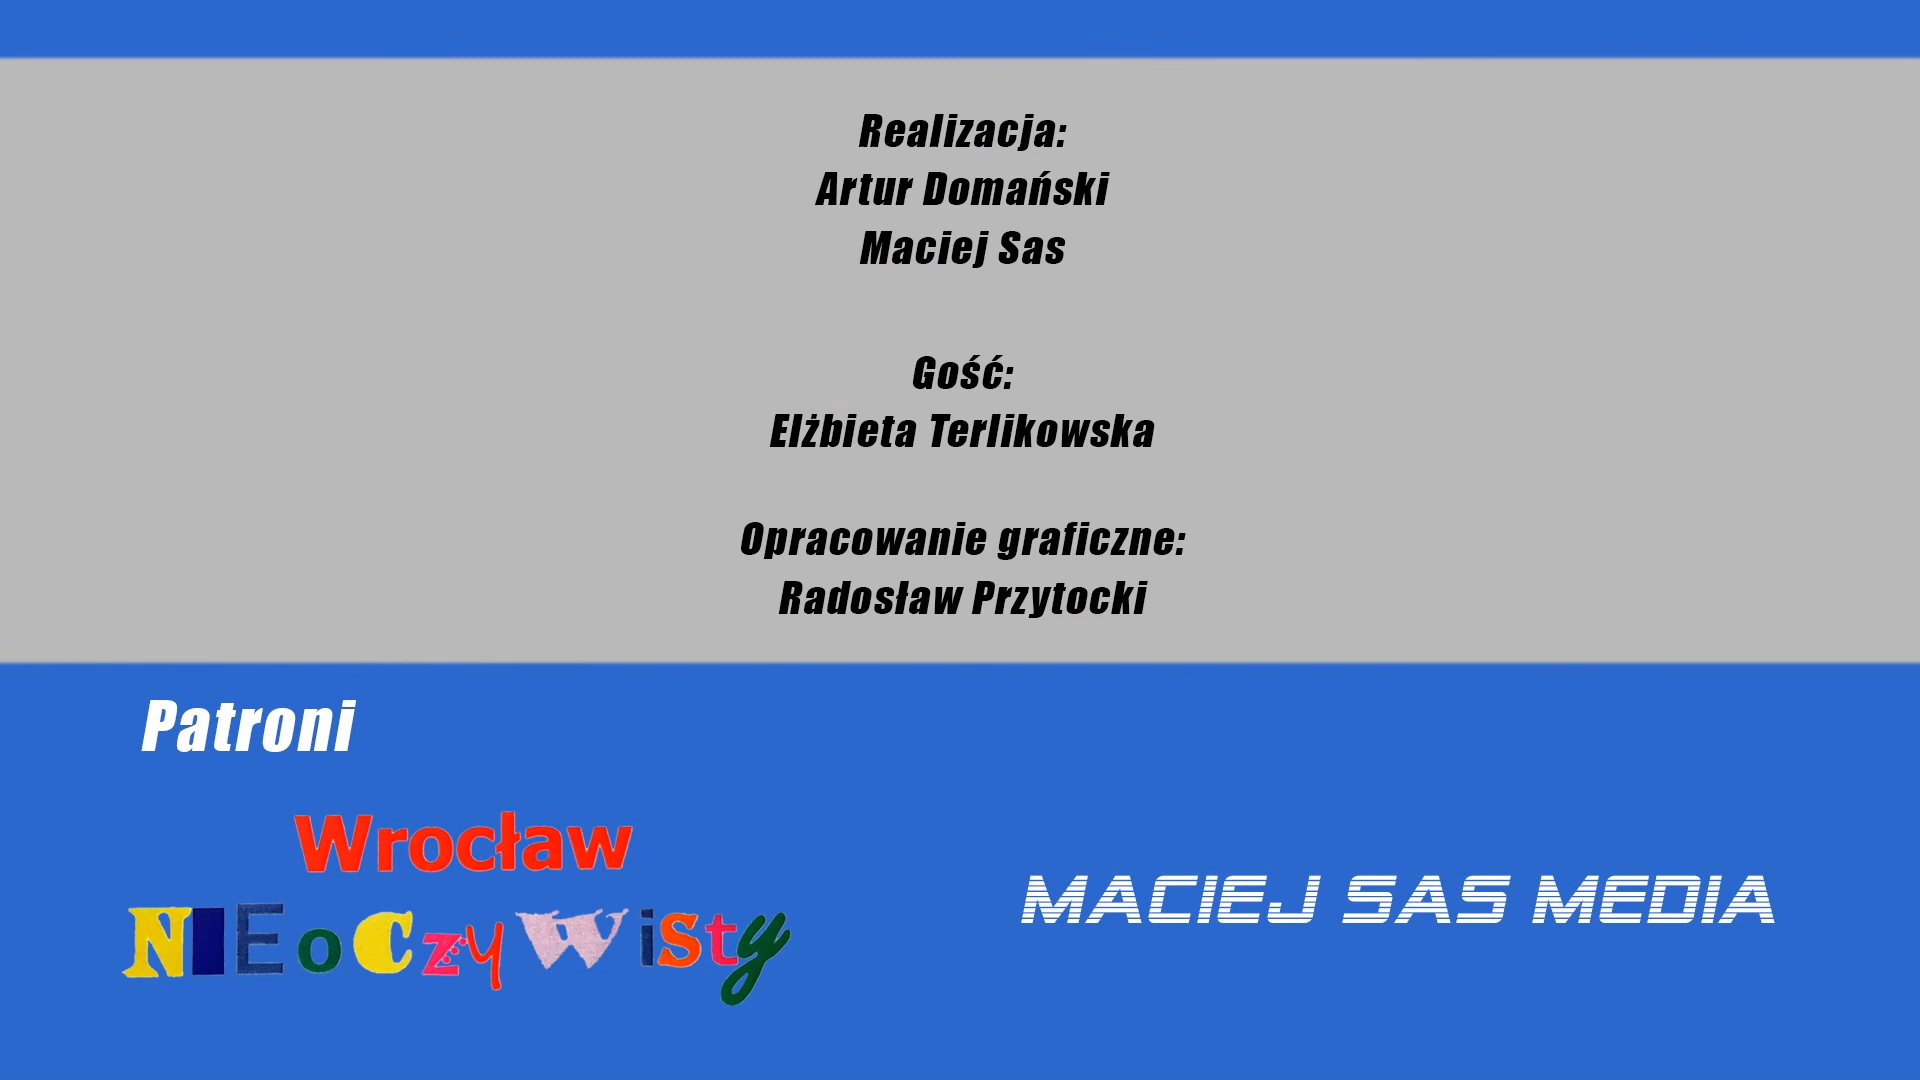 Realizacja:
Artur Domański
Maciej Sas
Gość:
Elżbieta Terlikowska
Opracowanie graficzne:
Radosław Przytocki
Patroni
Wrocław
NIEoCzyWiSty
MACIEJ SAS MEDIA